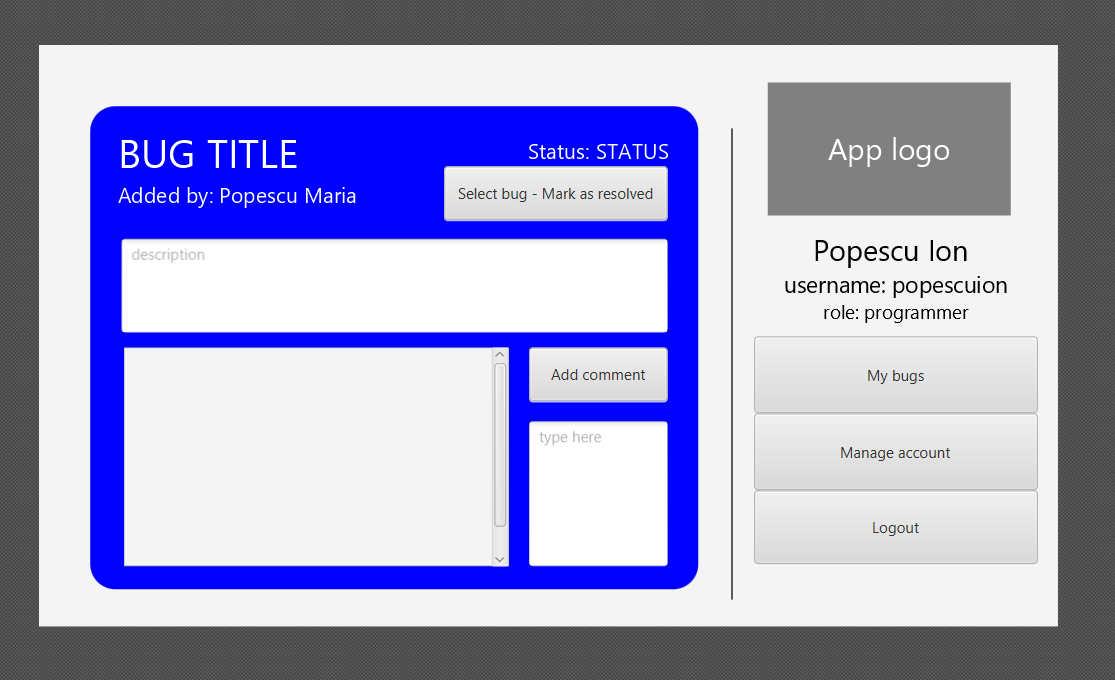 BUG TITLE
Status: STATUS
Added by: Popescu Maria
Select bug - Mark as resolved
description
Add comment
type here
App logo
Popescu Ion
username: popescuion
role: programmer
My bugs
Manage account
Logout